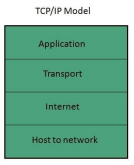 TCP/IP Model
Application
Transport
Internet
Host to network